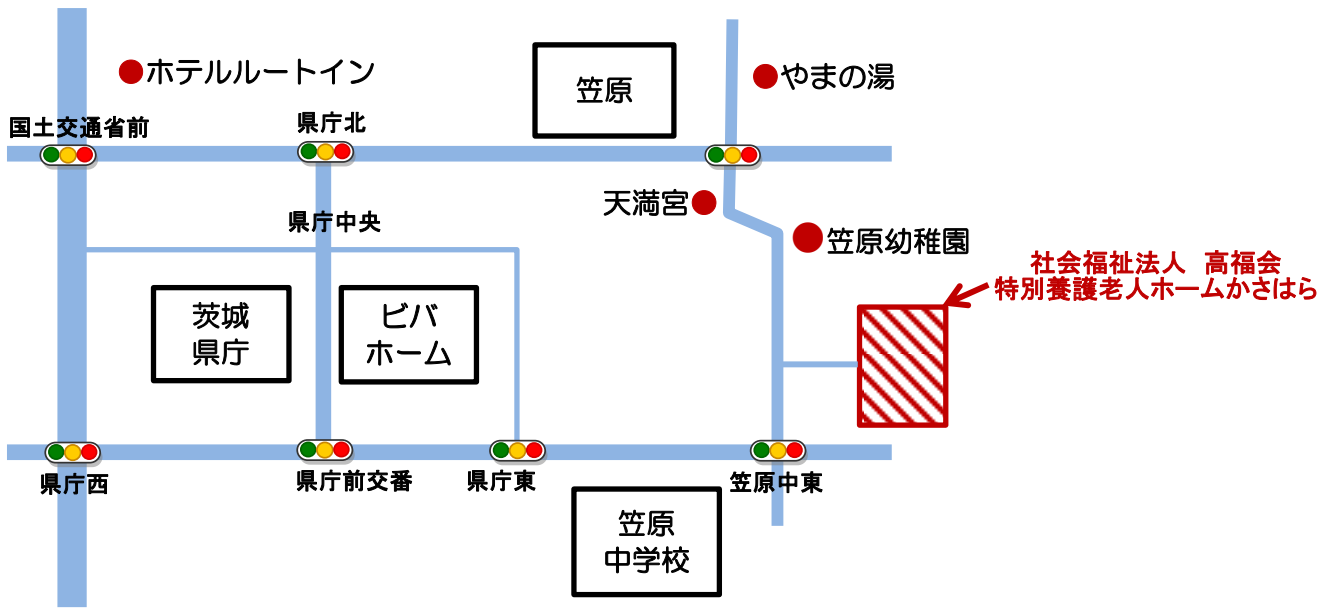 ホテルルートイン
笠原
やまの湯
国土交通省前
県庁北
天満宮
県庁中央
笠原幼稚園
社会福祉法人　高福会
特別養護老人ホームかさはら
茨城
県庁
ビバ
ホーム
県庁西
県庁前交番
県庁東
笠原中東
笠原
中学校